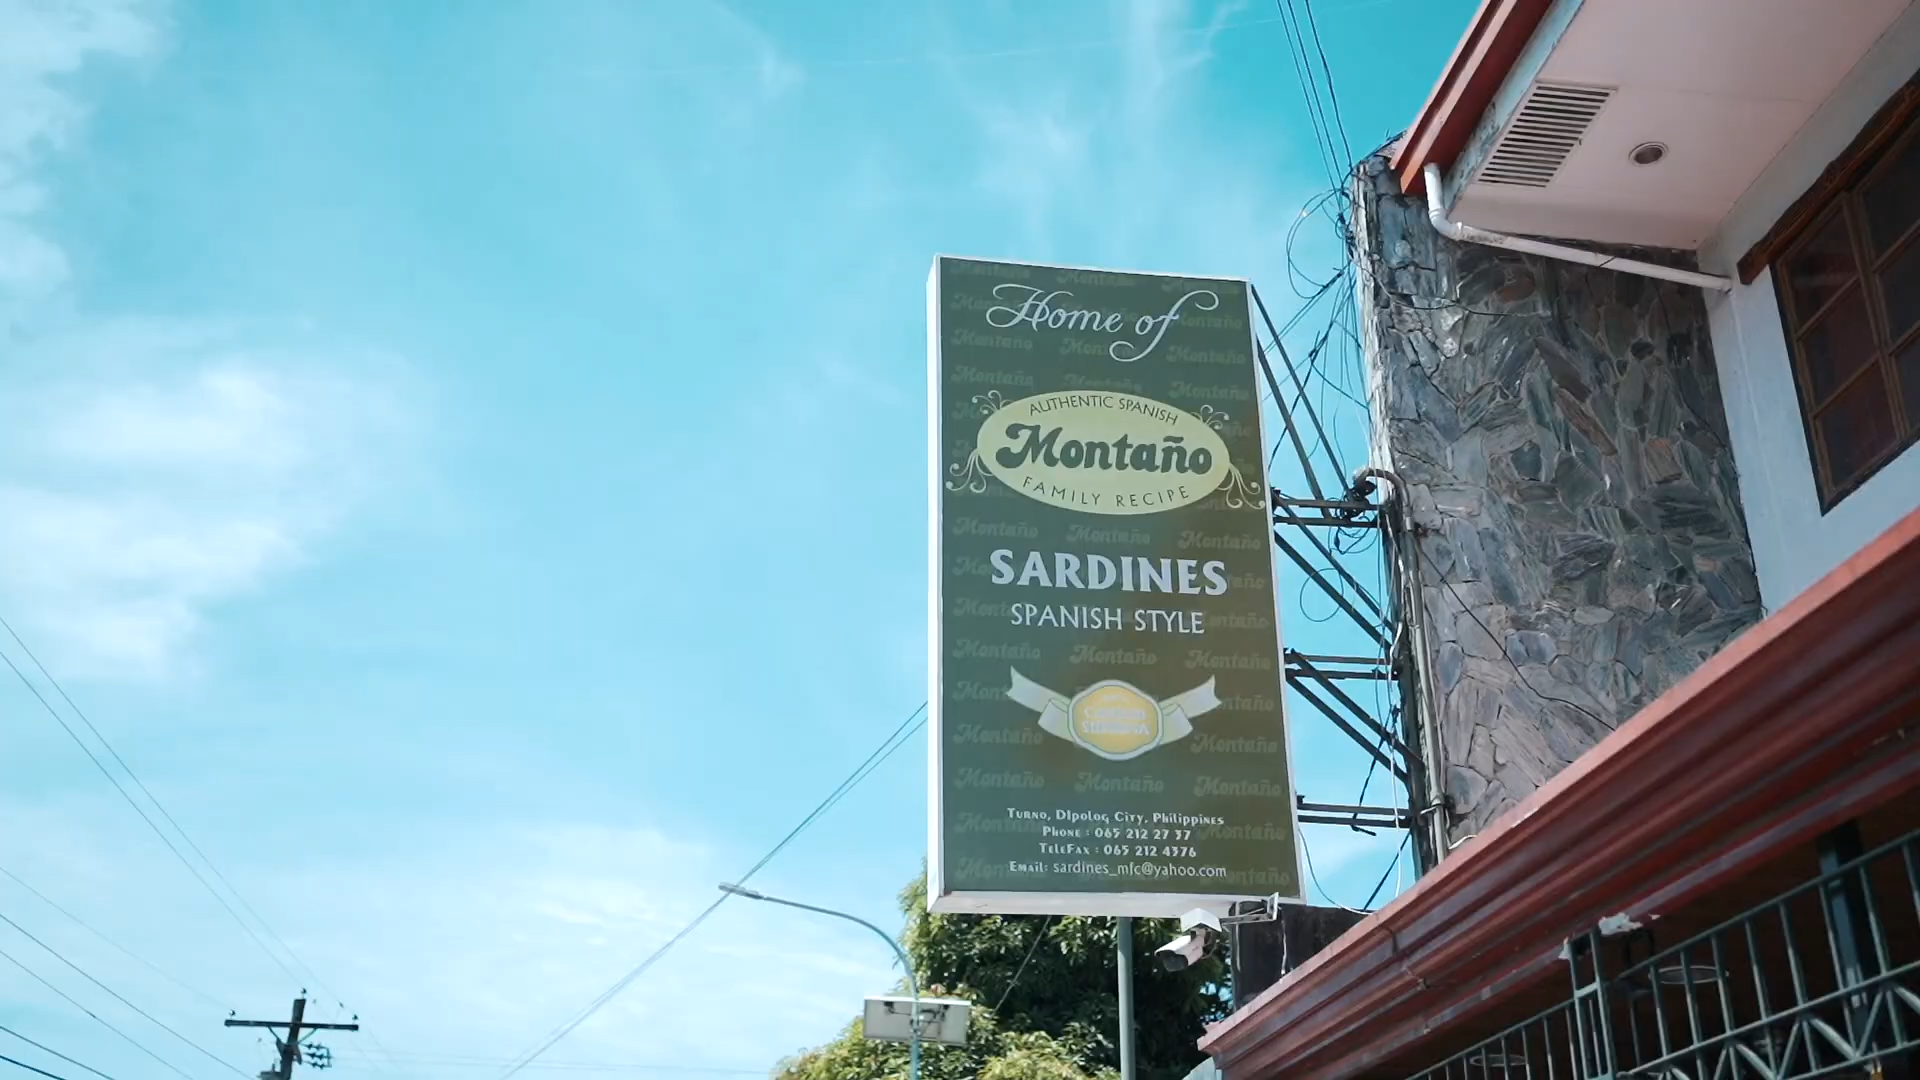 Home of
AUTHENTIC SPANISH
Montaño
FAMILY RECIPE
SARDINES
SPANISH STYLE
Turno, Dipolog City, Philippines
Phone : 065 212 27 37
TeleFax : 065 212 4376
Email: sardines_mfc@yahoo.com